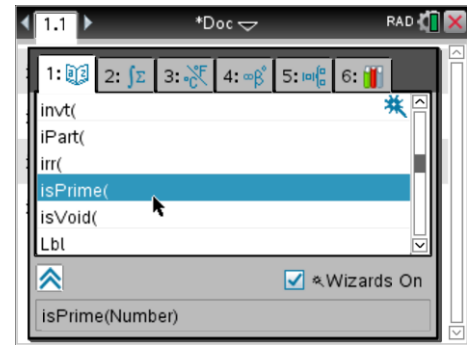 1.1 *Doc RAD
1: 2: ∫Σ 3: °C°F 4: ∞β° 5: 6:
invt(
iPart(
irr(
isPrime(
isVoid(
Lbl
Wizards On
isPrime(Number)